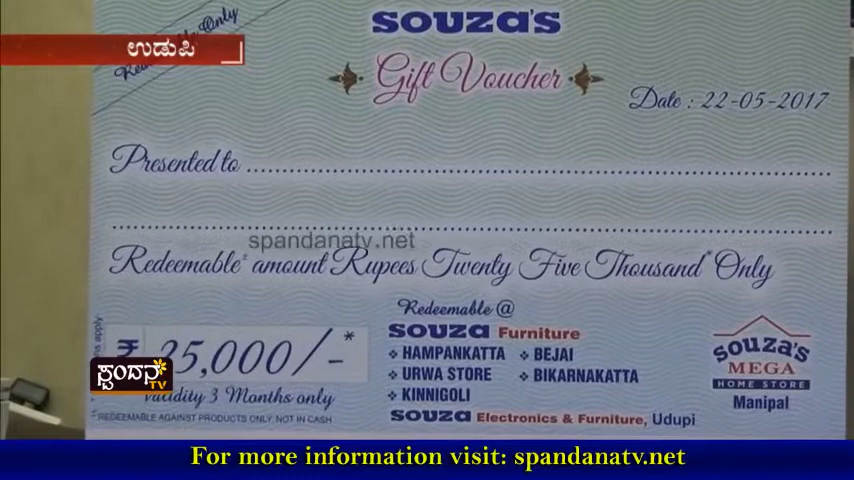 SOUZA'S
Only
ಉಡುಪಿ
Gift Voucher
Date : 22-05-2017
Presented to
spandanatv.net
Redeemable* amount Rupees Twenty Five Thousand* Only
Redeemable @
SOUZA Furniture
❖ HAMPANKATTA ❖ BEJAI
❖ URWA STORE ❖ BIKARNAKATTA
❖ KINNIGOLI
SOUZA Electronics & Furniture, Udupi
SOUZA'S
MEGA
HOME STORE
Manipal
apply
₹ 25,000/-*
ಸ್ಪಂದನ
TV
Validity 3 Months only
REDEEMABLE AGAINST PRODUCTS ONLY. NOT IN CASH
For more information visit: spandanatv.net